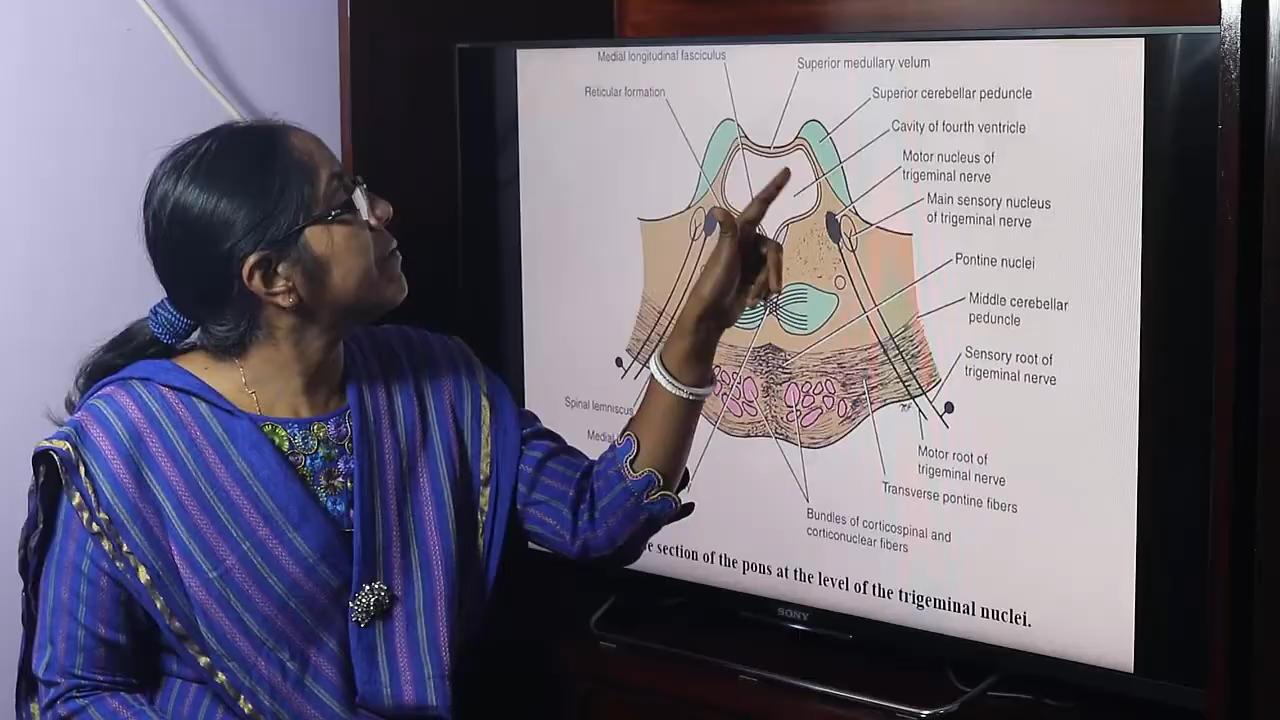 Medial longitudinal fasciculus
Superior medullary velum
Reticular formation
Superior cerebellar peduncle
Cavity of fourth ventricle
Motor nucleus of
trigeminal nerve
Main sensory nucleus
of trigeminal nerve
Pontine nuclei
Middle cerebellar
peduncle
Sensory root of
trigeminal nerve
Spinal lemniscus
Medial
Motor root of
trigeminal nerve
Transverse pontine fibers
Bundles of corticospinal and
corticonuclear fibers
section of the pons at the level of the trigeminal nuclei.
SONY